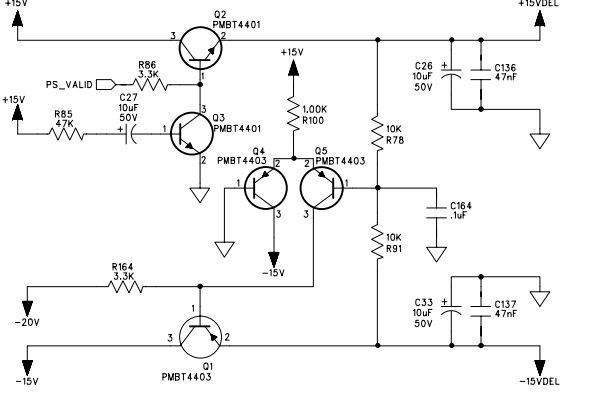 +15V
+15VDEL
Q2
PMBT4401
3
2
1
R86
3.3K
PS_VALID
+15V
C26
10uF
50V
+
C136
47nF
+15V
C27
10uF
50V
+
R85
47K
1
3
Q3
PMBT4401
2
1.00K
R100
10K
R78
Q4
PMBT4403
Q5
PMBT4403
2
2
1
1
3
3
C164
.1uF
-15V
10K
R91
R164
3.3K
-20V
1
3
2
PMBT4403
Q1
-15V
C33
10uF
50V
+
C137
47nF
-15VDEL